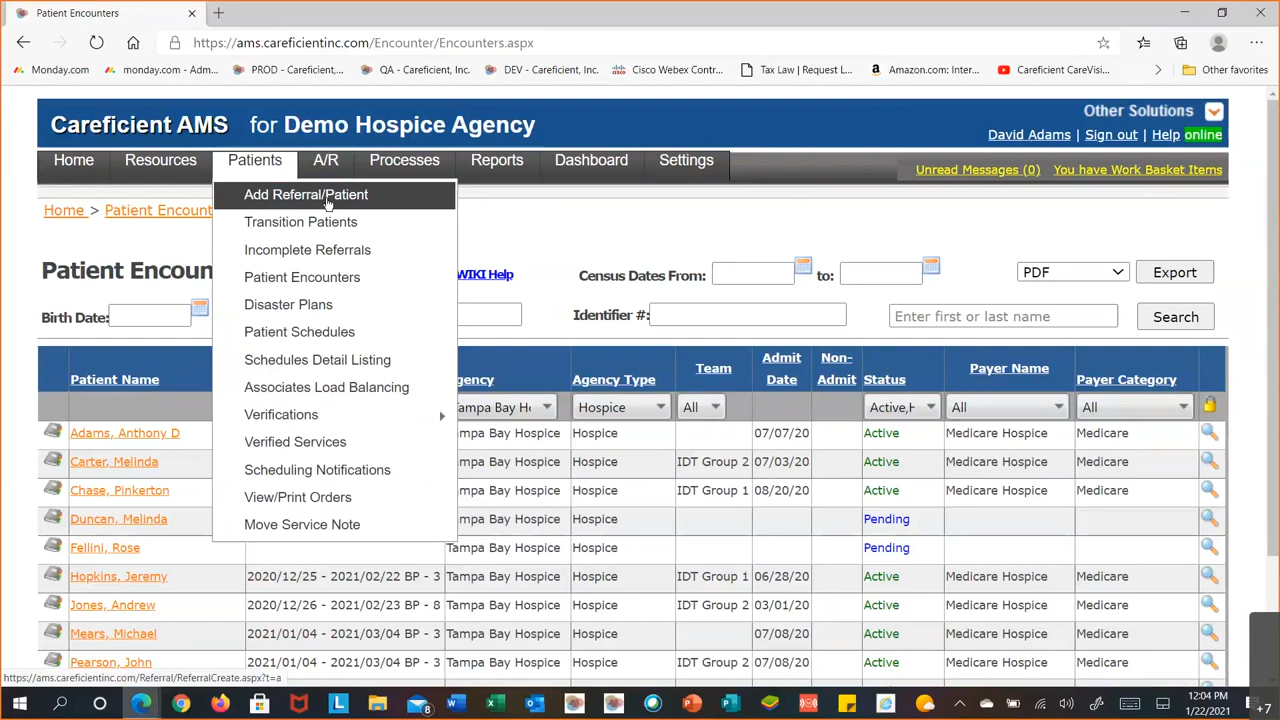 Patient Encounters
https://ams.careficientinc.com/Encounter/Encounters.aspx
Monday.com
monday.com - Adm...
PROD - Careficient,...
QA - Careficient, Inc.
DEV - Careficient, Inc.
Cisco Webex Contr...
Tax Law | Request L...
Amazon.com: Inter...
Careficient CareVisi...
Other favorites
Other Solutions
Careficient AMS for Demo Hospice Agency
David Adams | Sign out | Help online
Home Resources Patients A/R Processes Reports Dashboard Settings
Unread Messages (0) You have Work Basket Items
Add Referral/Patient
Transition Patients
Incomplete Referrals
Patient Encounters
Disaster Plans
Patient Schedules
Schedules Detail Listing
Associates Load Balancing
Verifications
Verified Services
Scheduling Notifications
View/Print Orders
Move Service Note
Home > Patient Encount
Patient Encoun
WIKI Help
Census Dates From: to:
PDF
Export
Birth Date:
Identifier #:
Enter first or last name
Search
Patient Name gency Agency Type Team Admit Date Non-Admit Status Payer Name Payer Category
ampa Bay Ho Hospice All Active,H All All
Adams, Anthony D ampa Bay Hospice Hospice 07/07/20 Active Medicare Hospice Medicare
Carter, Melinda ampa Bay Hospice Hospice IDT Group 2 07/03/20 Active Medicare Hospice Medicare
Chase, Pinkerton ampa Bay Hospice Hospice IDT Group 1 08/20/20 Active Medicare Hospice Medicare
Duncan, Melinda ampa Bay Hospice Hospice Pending
Fellini, Rose ampa Bay Hospice Hospice Pending
Hopkins, Jeremy 2020/12/25 - 2021/02/22 BP - 3 Tampa Bay Hospice Hospice IDT Group 1 06/28/20 Active Medicare Hospice Medicare
Jones, Andrew 2020/12/26 - 2021/02/23 BP - 8 Tampa Bay Hospice Hospice IDT Group 2 03/01/20 Active Medicare Hospice Medicare
Mears, Michael 2021/01/04 - 2021/03/04 BP - 3 Tampa Bay Hospice Hospice 07/08/20 Active Medicare Hospice Medicare
Pearson, John 2021/01/04 - 2021/03/04 BP - 3 Tampa Bay Hospice Hospice IDT Group 2 07/08/20 Active Medicare Hospice Medicare
https://ams.careficientinc.com/Referral/ReferralCreate.aspx?t=a
8
12:04 PM
1/22/2021
+7